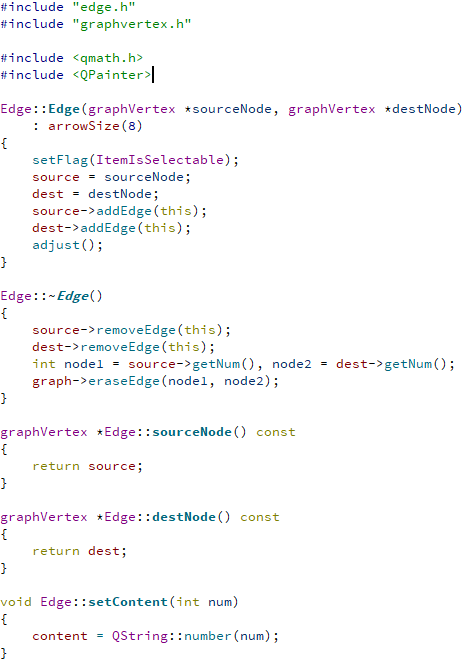 #include "edge.h"
#include "graphvertex.h"

#include <qmath.h>
#include <QPainter>

Edge::Edge(graphVertex *sourceNode, graphVertex *destNode)
    : arrowSize(8)
{
    setFlag(ItemIsSelectable);
    source = sourceNode;
    dest = destNode;
    source->addEdge(this);
    dest->addEdge(this);
    adjust();
}

Edge::~Edge()
{
    source->removeEdge(this);
    dest->removeEdge(this);
    int node1 = source->getNum(), node2 = dest->getNum();
    graph->eraseEdge(node1, node2);
}

graphVertex *Edge::sourceNode() const
{
    return source;
}

graphVertex *Edge::destNode() const
{
    return dest;
}

void Edge::setContent(int num)
{
    content = QString::number(num);
}